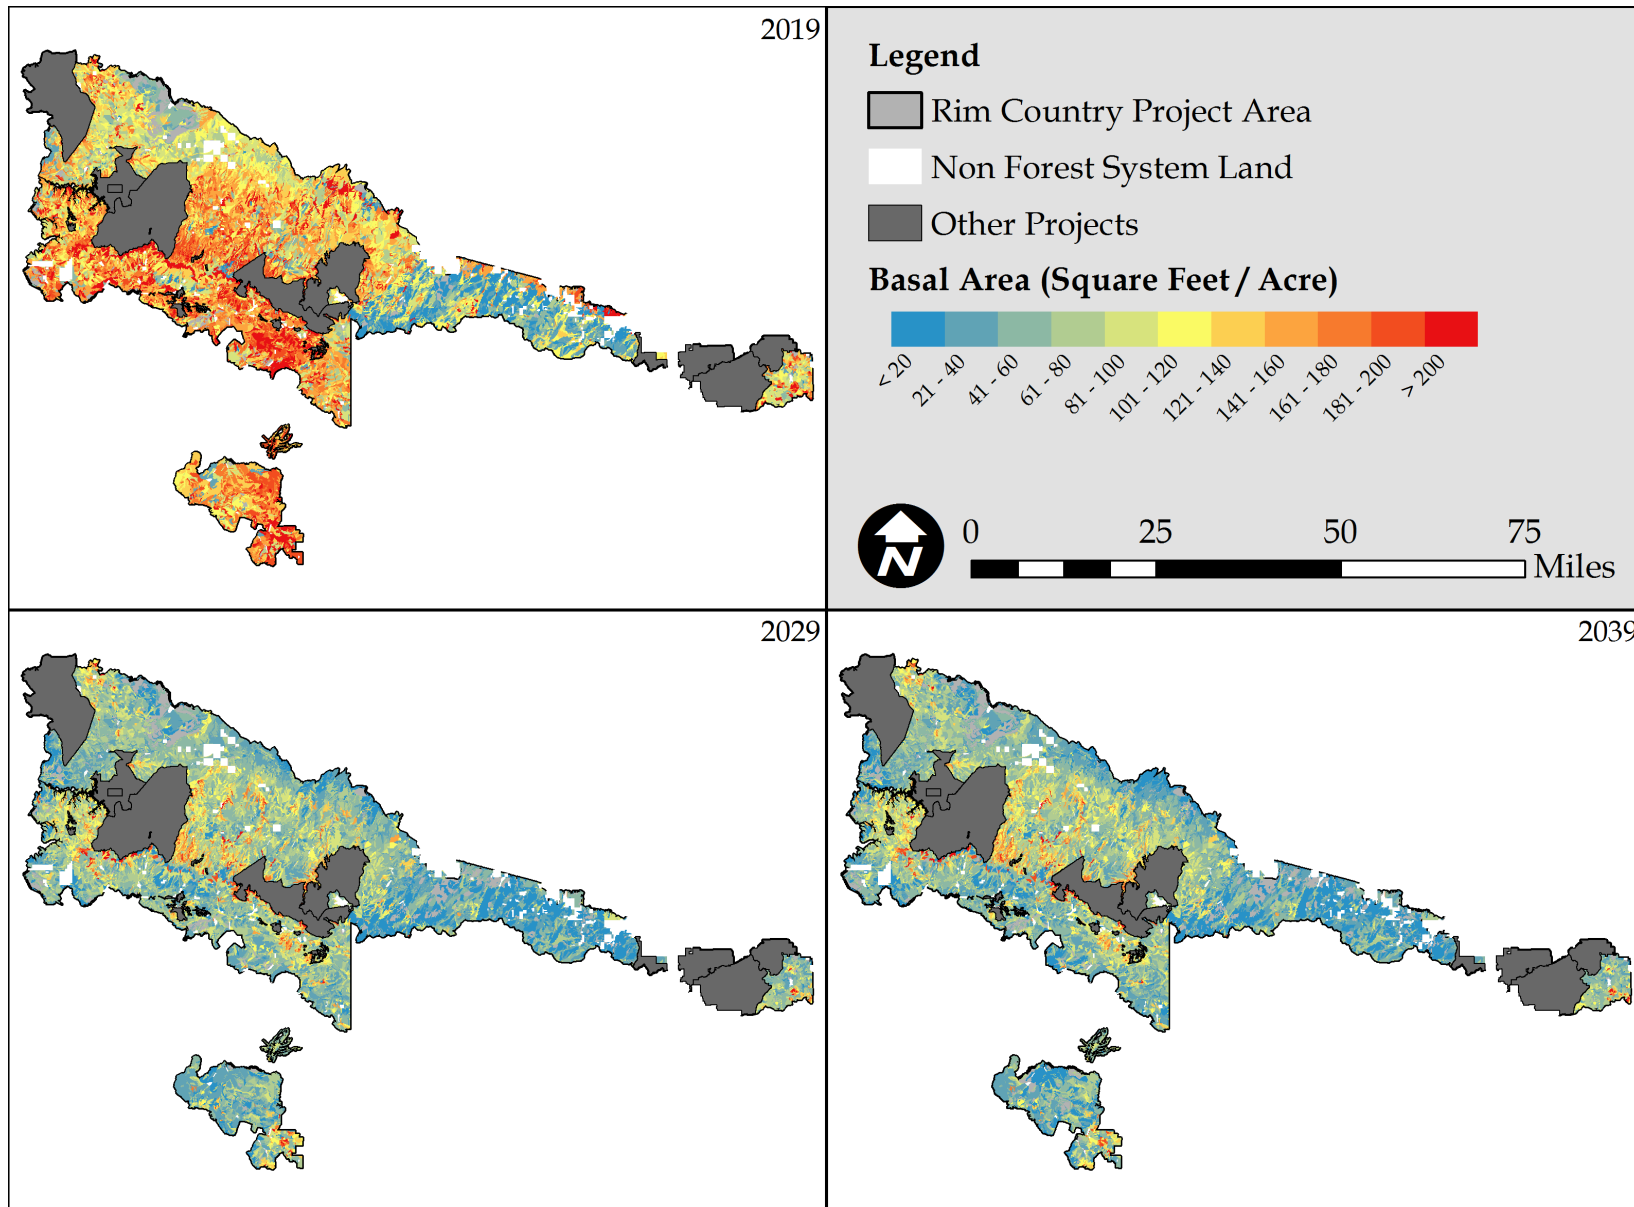 2019
Legend
Rim Country Project Area
Non Forest System Land
Other Projects
Basal Area (Square Feet / Acre)
< 20
21 - 40
41 - 60
61 - 80
81 - 100
101 - 120
121 - 140
141 - 160
161 - 180
181 - 200
> 200
N
0 25 50 75
Miles
2029
2039